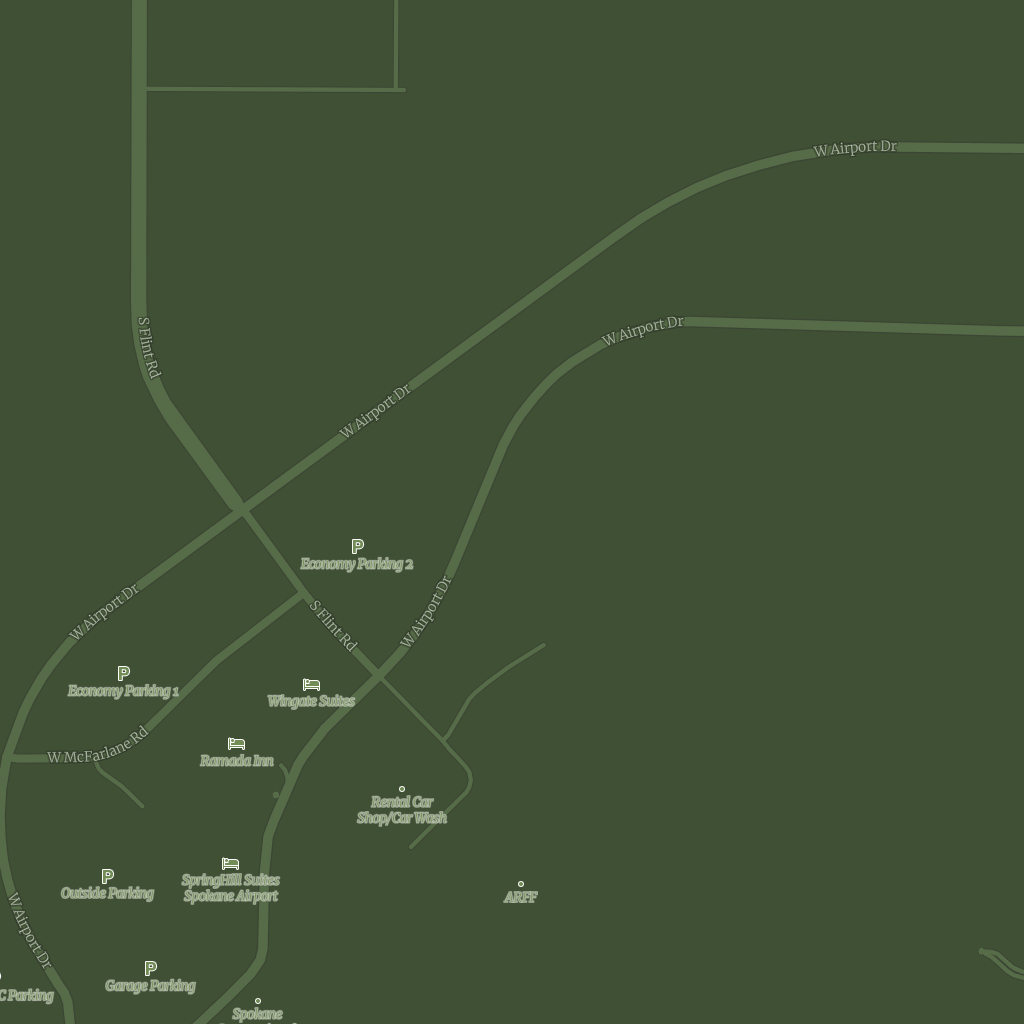 W Airport Dr
W Airport Dr
S Flint Rd
W Airport Dr
P
Economy Parking 2
W Airport Dr
W Airport Dr
S Flint Rd
P
Economy Parking 1
Wingate Suites
W McFarlane Rd
Ramada Inn
Rental Car
Shop/Car Wash
SpringHill Suites
Spokane Airport
P
Outside Parking
ARFF
W Airport Dr
P
Garage Parking
C Parking
Spokane